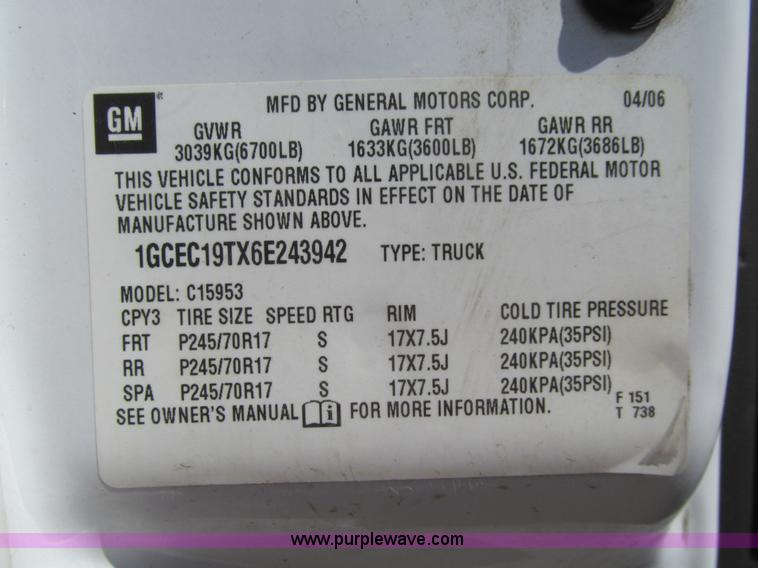 GM
MFD BY GENERAL MOTORS CORP. 04/06
GVWR GAWR FRT GAWR RR
3039KG(6700LB) 1633KG(3600LB) 1672KG(3686LB)
THIS VEHICLE CONFORMS TO ALL APPLICABLE U.S. FEDERAL MOTOR
VEHICLE SAFETY STANDARDS IN EFFECT ON THE DATE OF
MANUFACTURE SHOWN ABOVE.
1GCEC19TX6E243942 TYPE: TRUCK
MODEL: C15953
CPY3 TIRE SIZE SPEED RTG RIM COLD TIRE PRESSURE
FRT P245/70R17 S 17X7.5J 240KPA(35PSI)
RR P245/70R17 S 17X7.5J 240KPA(35PSI)
SPA P245/70R17 S 17X7.5J 240KPA(35PSI)
SEE OWNER'S MANUAL FOR MORE INFORMATION.
F 151
T 738
www.purplewave.com